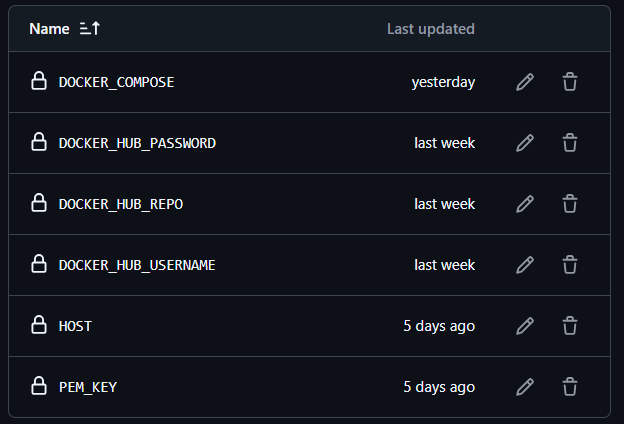 Name Last updated
DOCKER_COMPOSE yesterday
DOCKER_HUB_PASSWORD last week
DOCKER_HUB_REPO last week
DOCKER_HUB_USERNAME last week
HOST 5 days ago
PEM_KEY 5 days ago